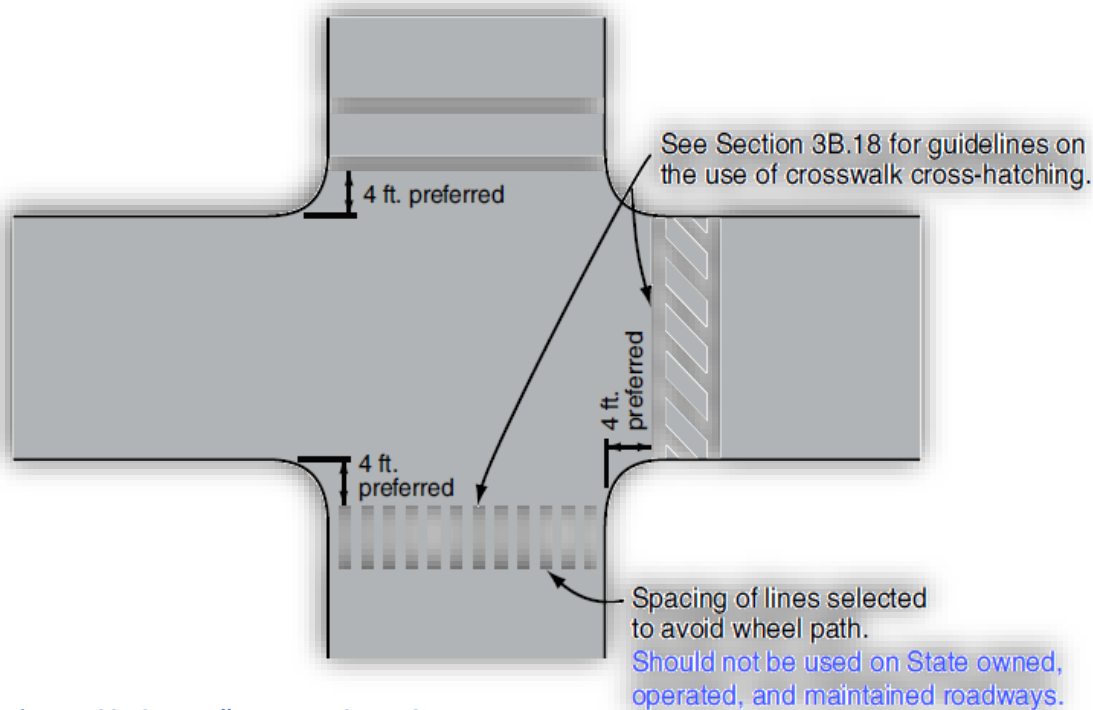 See Section 3B.18 for guidelines on
the use of crosswalk cross-hatching.
4 ft. preferred
4 ft.
preferred
4 ft.
preferred
Spacing of lines selected
to avoid wheel path.
Should not be used on State owned,
operated, and maintained roadways.